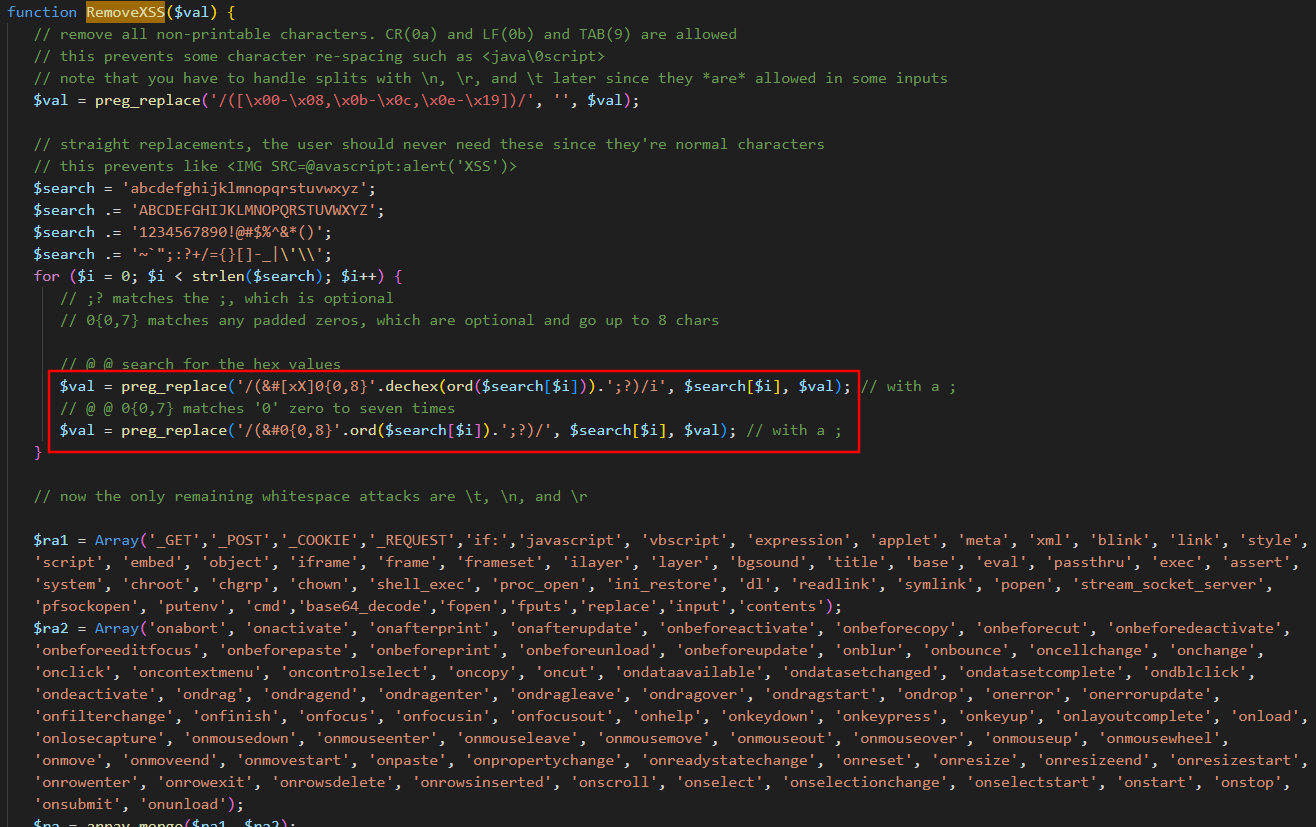 function RemoveXSS($val) {
// remove all non-printable characters. CR(0a) and LF(0b) and TAB(9) are allowed
// this prevents some character re-spacing such as <java\0script>
// note that you have to handle splits with \n, \r, and \t later since they *are* allowed in some inputs
$val = preg_replace('/([\x00-\x08,\x0b-\x0c,\x0e-\x19])/', '', $val);
// straight replacements, the user should never need these since they're normal characters
// this prevents like <IMG SRC=@avascript:alert('XSS')>
$search = 'abcdefghijklmnopqrstuvwxyz';
$search .= 'ABCDEFGHIJKLMNOPQRSTUVWXYZ';
$search .= '1234567890!@#$%^&*()';
$search .= '~`";:?+/={}[]-_|\'\\';
for ($i = 0; $i < strlen($search); $i++) {
// ;? matches the ;, which is optional
// 0{0,7} matches any padded zeros, which are optional and go up to 8 chars
// @ @ search for the hex values
$val = preg_replace('/(&#[xX]0{0,8}'.dechex(ord($search[$i])).';?)/i', $search[$i], $val); // with a ;
// @ @ 0{0,7} matches '0' zero to seven times
$val = preg_replace('/(&#0{0,8}'.ord($search[$i]).';?)/', $search[$i], $val); // with a ;
}
// now the only remaining whitespace attacks are \t, \n, and \r
$ra1 = Array('_GET','_POST','_COOKIE','_REQUEST','if:','javascript', 'vbscript', 'expression', 'applet', 'meta', 'xml', 'blink', 'link', 'style',
'script', 'embed', 'object', 'iframe', 'frame', 'frameset', 'ilayer', 'layer', 'bgsound', 'title', 'base', 'eval', 'passthru', 'exec', 'assert',
'system', 'chroot', 'chgrp', 'chown', 'shell_exec', 'proc_open', 'ini_restore', 'dl', 'readlink', 'symlink', 'popen', 'stream_socket_server',
'pfsockopen', 'putenv', 'cmd','base64_decode','fopen','fputs','replace','input','contents');
$ra2 = Array('onabort', 'onactivate', 'onafterprint', 'onafterupdate', 'onbeforeactivate', 'onbeforecopy', 'onbeforecut', 'onbeforedeactivate',
'onbeforeeditfocus', 'onbeforepaste', 'onbeforeprint', 'onbeforeunload', 'onbeforeupdate', 'onblur', 'onbounce', 'oncellchange', 'onchange',
'onclick', 'oncontextmenu', 'oncontrolselect', 'oncopy', 'oncut', 'ondataavailable', 'ondatasetchanged', 'ondatasetcomplete', 'ondblclick',
'ondeactivate', 'ondrag', 'ondragend', 'ondragenter', 'ondragleave', 'ondragover', 'ondragstart', 'ondrop', 'onerror', 'onerrorupdate',
'onfilterchange', 'onfinish', 'onfocus', 'onfocusin', 'onfocusout', 'onhelp', 'onkeydown', 'onkeypress', 'onkeyup', 'onlayoutcomplete', 'onload',
'onlosecapture', 'onmousedown', 'onmouseenter', 'onmouseleave', 'onmousemove', 'onmouseout', 'onmouseover', 'onmouseup', 'onmousewheel',
'onmove', 'onmoveend', 'onmovestart', 'onpaste', 'onpropertychange', 'onreadystatechange', 'onreset', 'onresize', 'onresizeend', 'onresizestart',
'onrowenter', 'onrowexit', 'onrowsdelete', 'onrowsinserted', 'onscroll', 'onselect', 'onselectionchange', 'onselectstart', 'onstart', 'onstop',
'onsubmit', 'onunload');
$ra = array_merge($ra1, $ra2);